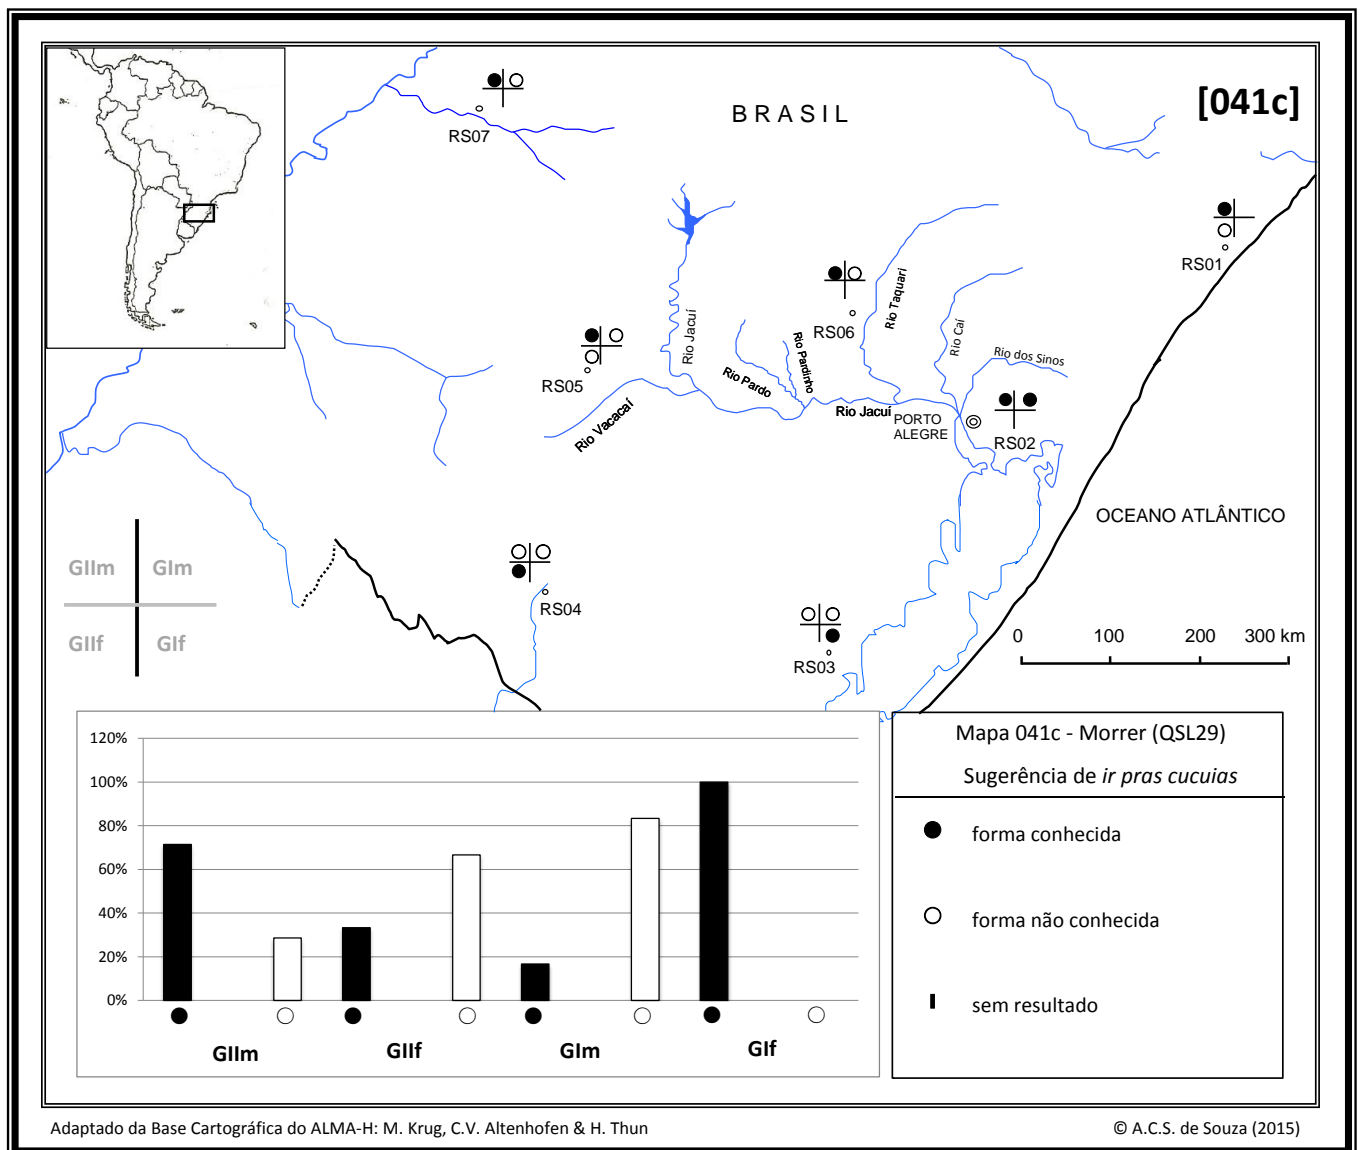 [041c]
BRASIL
RS07
RS01
RS06
Rio Taquari
Rio Jacuí
Rio Caí
Rio dos Sinos
Rio Pardinho
RS05
Rio Pardo
Rio Vacacaí
Rio Jacuí
PORTO
ALEGRE
RS02
OCEANO ATLÂNTICO
GIIm GIm
GIIf GIf
RS04
RS03
0 100 200 300 km
120%
100%
80%
60%
40%
20%
0%
GIIm GIIf GIm GIf
Mapa 041c - Morrer (QSL29)
Sugerência de ir pras cucuias
forma conhecida
forma não conhecida
sem resultado
Adaptado da Base Cartográfica do ALMA-H: M. Krug, C.V. Altenhofen & H. Thun
© A.C.S. de Souza (2015)